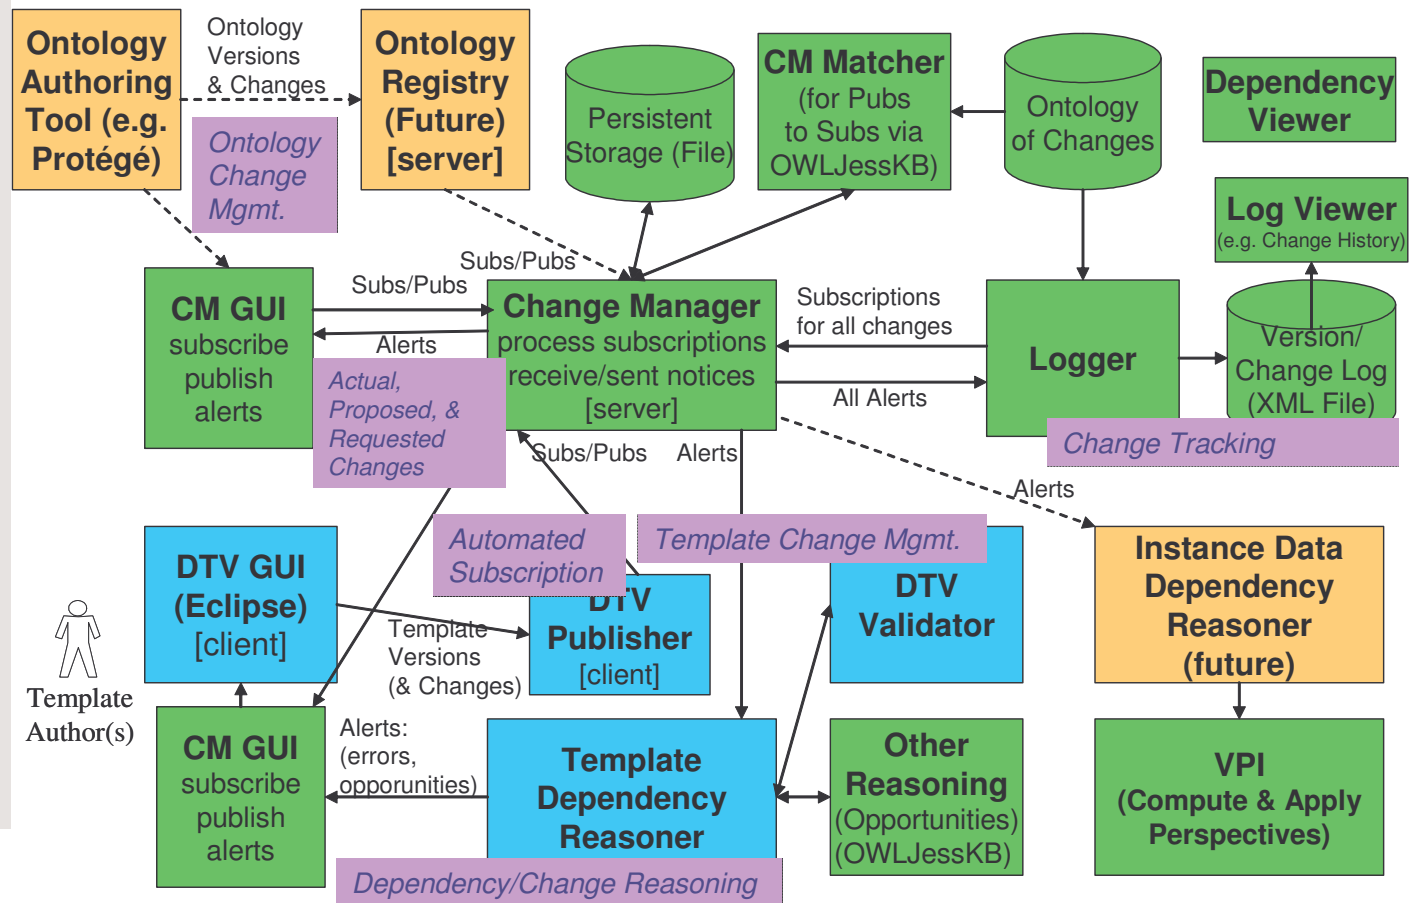 Ontology
Authoring
Tool (e.g.
Protégé)
Ontology
Versions
& Changes
Ontology
Registry
(Future)
[server]
Ontology
Change
Mgmt.
Persistent
Storage (File)
CM Matcher
(for Pubs
to Subs via
OWLJessKB)
Ontology
of Changes
Dependency
Viewer
Log Viewer
(e.g. Change History)
CM GUI
subscribe
publish
alerts
Subs/Pubs
Subs/Pubs
Alerts
Change Manager
process subscriptions
receive/sent notices
[server]
Subscriptions
for all changes
All Alerts
Logger
Version/
Change Log
(XML File)
Change Tracking
Actual,
Proposed, &
Requested
Changes
Subs/Pubs
Alerts
Alerts
Automated
Subscription
Template Change Mgmt.
DTV GUI
(Eclipse)
[client]
Template
Versions
(& Changes)
DTV
Publisher
[client]
DTV
Validator
Instance Data
Dependency
Reasoner
(future)
Template
Author(s)
CM GUI
subscribe
publish
alerts
Alerts:
(errors,
opporunities)
Template
Dependency
Reasoner
Other
Reasoning
(Opportunities)
(OWLJessKB)
VPI
(Compute & Apply
Perspectives)
Dependency/Change Reasoning